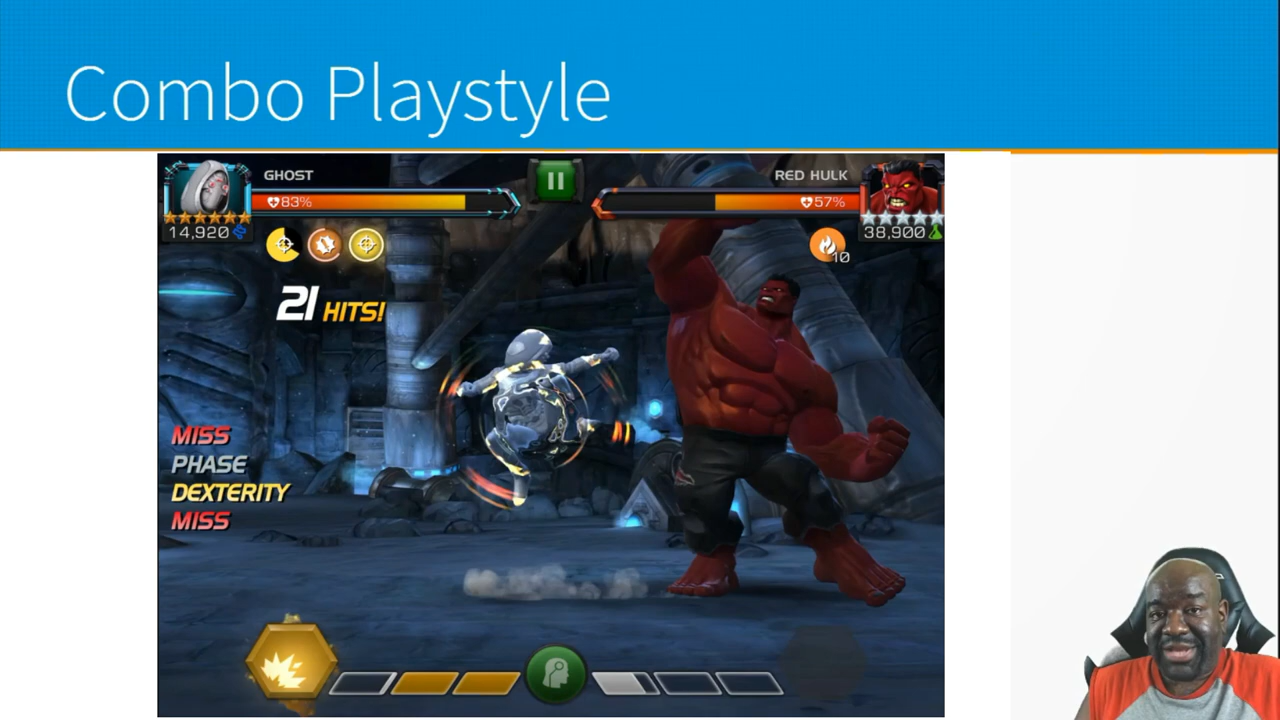 Combo Playstyle
GHOST
RED HULK
83%
57%
14,920
38,900
10
21 HITS!
MISS
PHASE
DEXTERITY
MISS